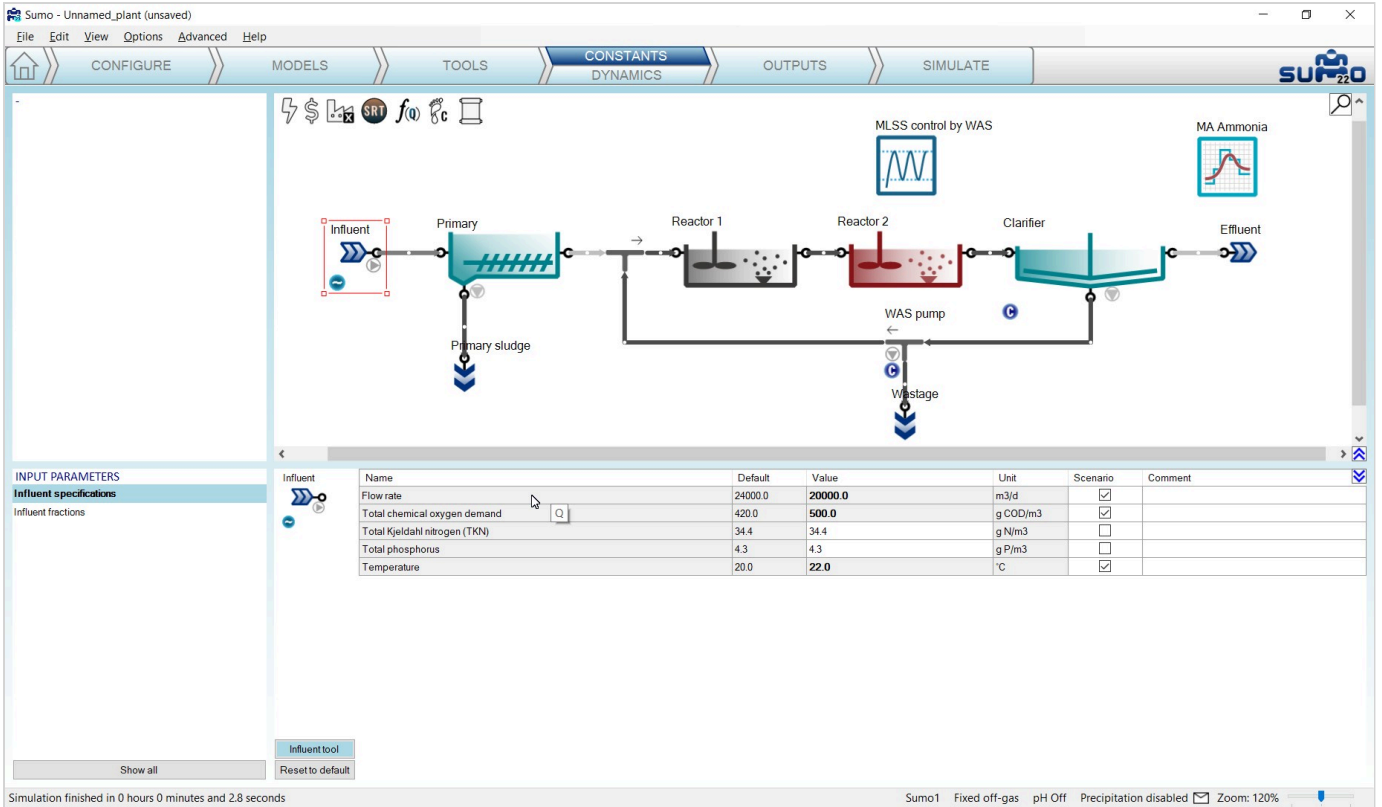 Sumo - Unnamed_plant (unsaved)
File Edit View Options Advanced Help
CONFIGURE MODELS TOOLS CONSTANTS DYNAMICS OUTPUTS SIMULATE
SUMO 22
-
$ SRT f(Q) C
MLSS control by WAS
MA Ammonia
Influent Primary Reactor 1 Reactor 2 Clarifier Effluent
WAS pump
C
Primary sludge
C
Wastage
INPUT PARAMETERS
Influent specifications
Influent fractions
Influent
Name Default Value Unit Scenario Comment
Flow rate 24000.0 20000.0 m3/d
Total chemical oxygen demand Q 420.0 500.0 g COD/m3
Total Kjeldahl nitrogen (TKN) 34.4 34.4 g N/m3
Total phosphorus 4.3 4.3 g P/m3
Temperature 20.0 22.0 °C
Influent tool
Show all Reset to default
Simulation finished in 0 hours 0 minutes and 2.8 seconds Sumo1 Fixed off-gas pH Off Precipitation disabled Zoom: 120%